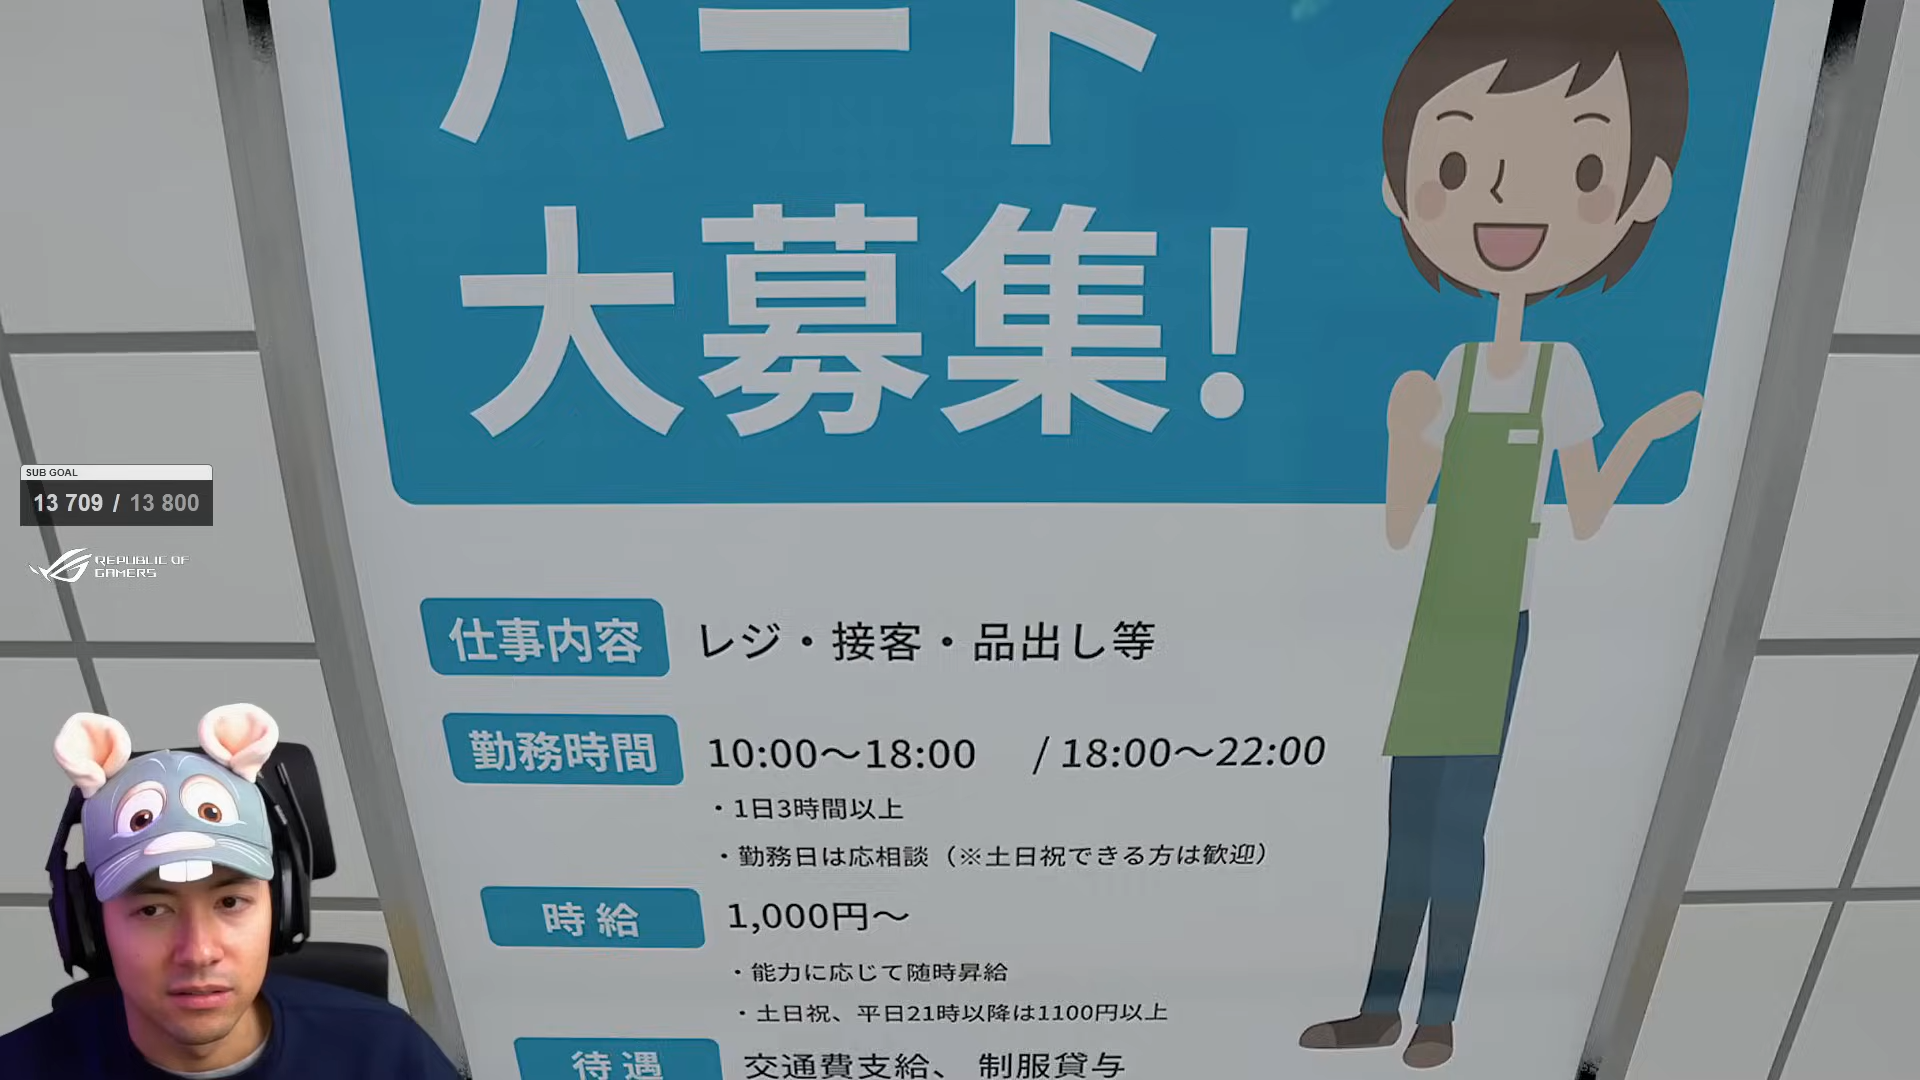 パート
大募集!
仕事内容 レジ・接客・品出し等
勤務時間 10:00〜18:00 / 18:00〜22:00
・1日3時間以上
・勤務日は応相談（※土日祝できる方は歓迎）
時給 1,000円〜
・能力に応じて随時昇給
・土日祝、平日21時以降は1100円以上
待遇 交通費支給、制服貸与
SUB GOAL
13 709 / 13 800
REPUBLIC OF
GAMERS